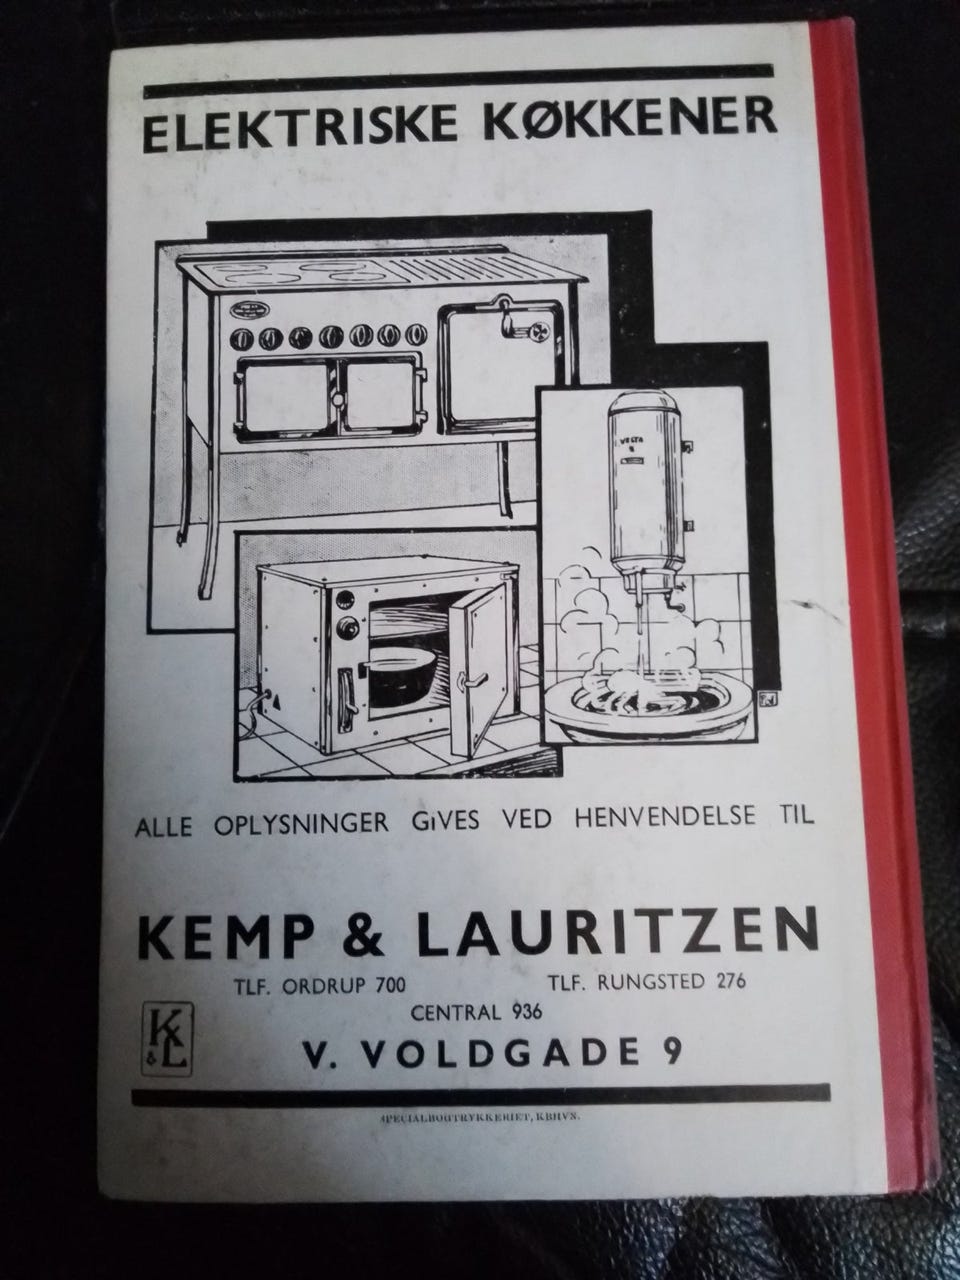 ELEKTRISKE KØKKENER
VESTA
ALLE OPLYSNINGER GiVES VED HENVENDELSE TIL
KEMP & LAURITZEN
TLF. ORDRUP 700 TLF. RUNGSTED 276
CENTRAL 936
K & L
V. VOLDGADE 9
SPECIALBOGTRYKKERIET, KBHVN.